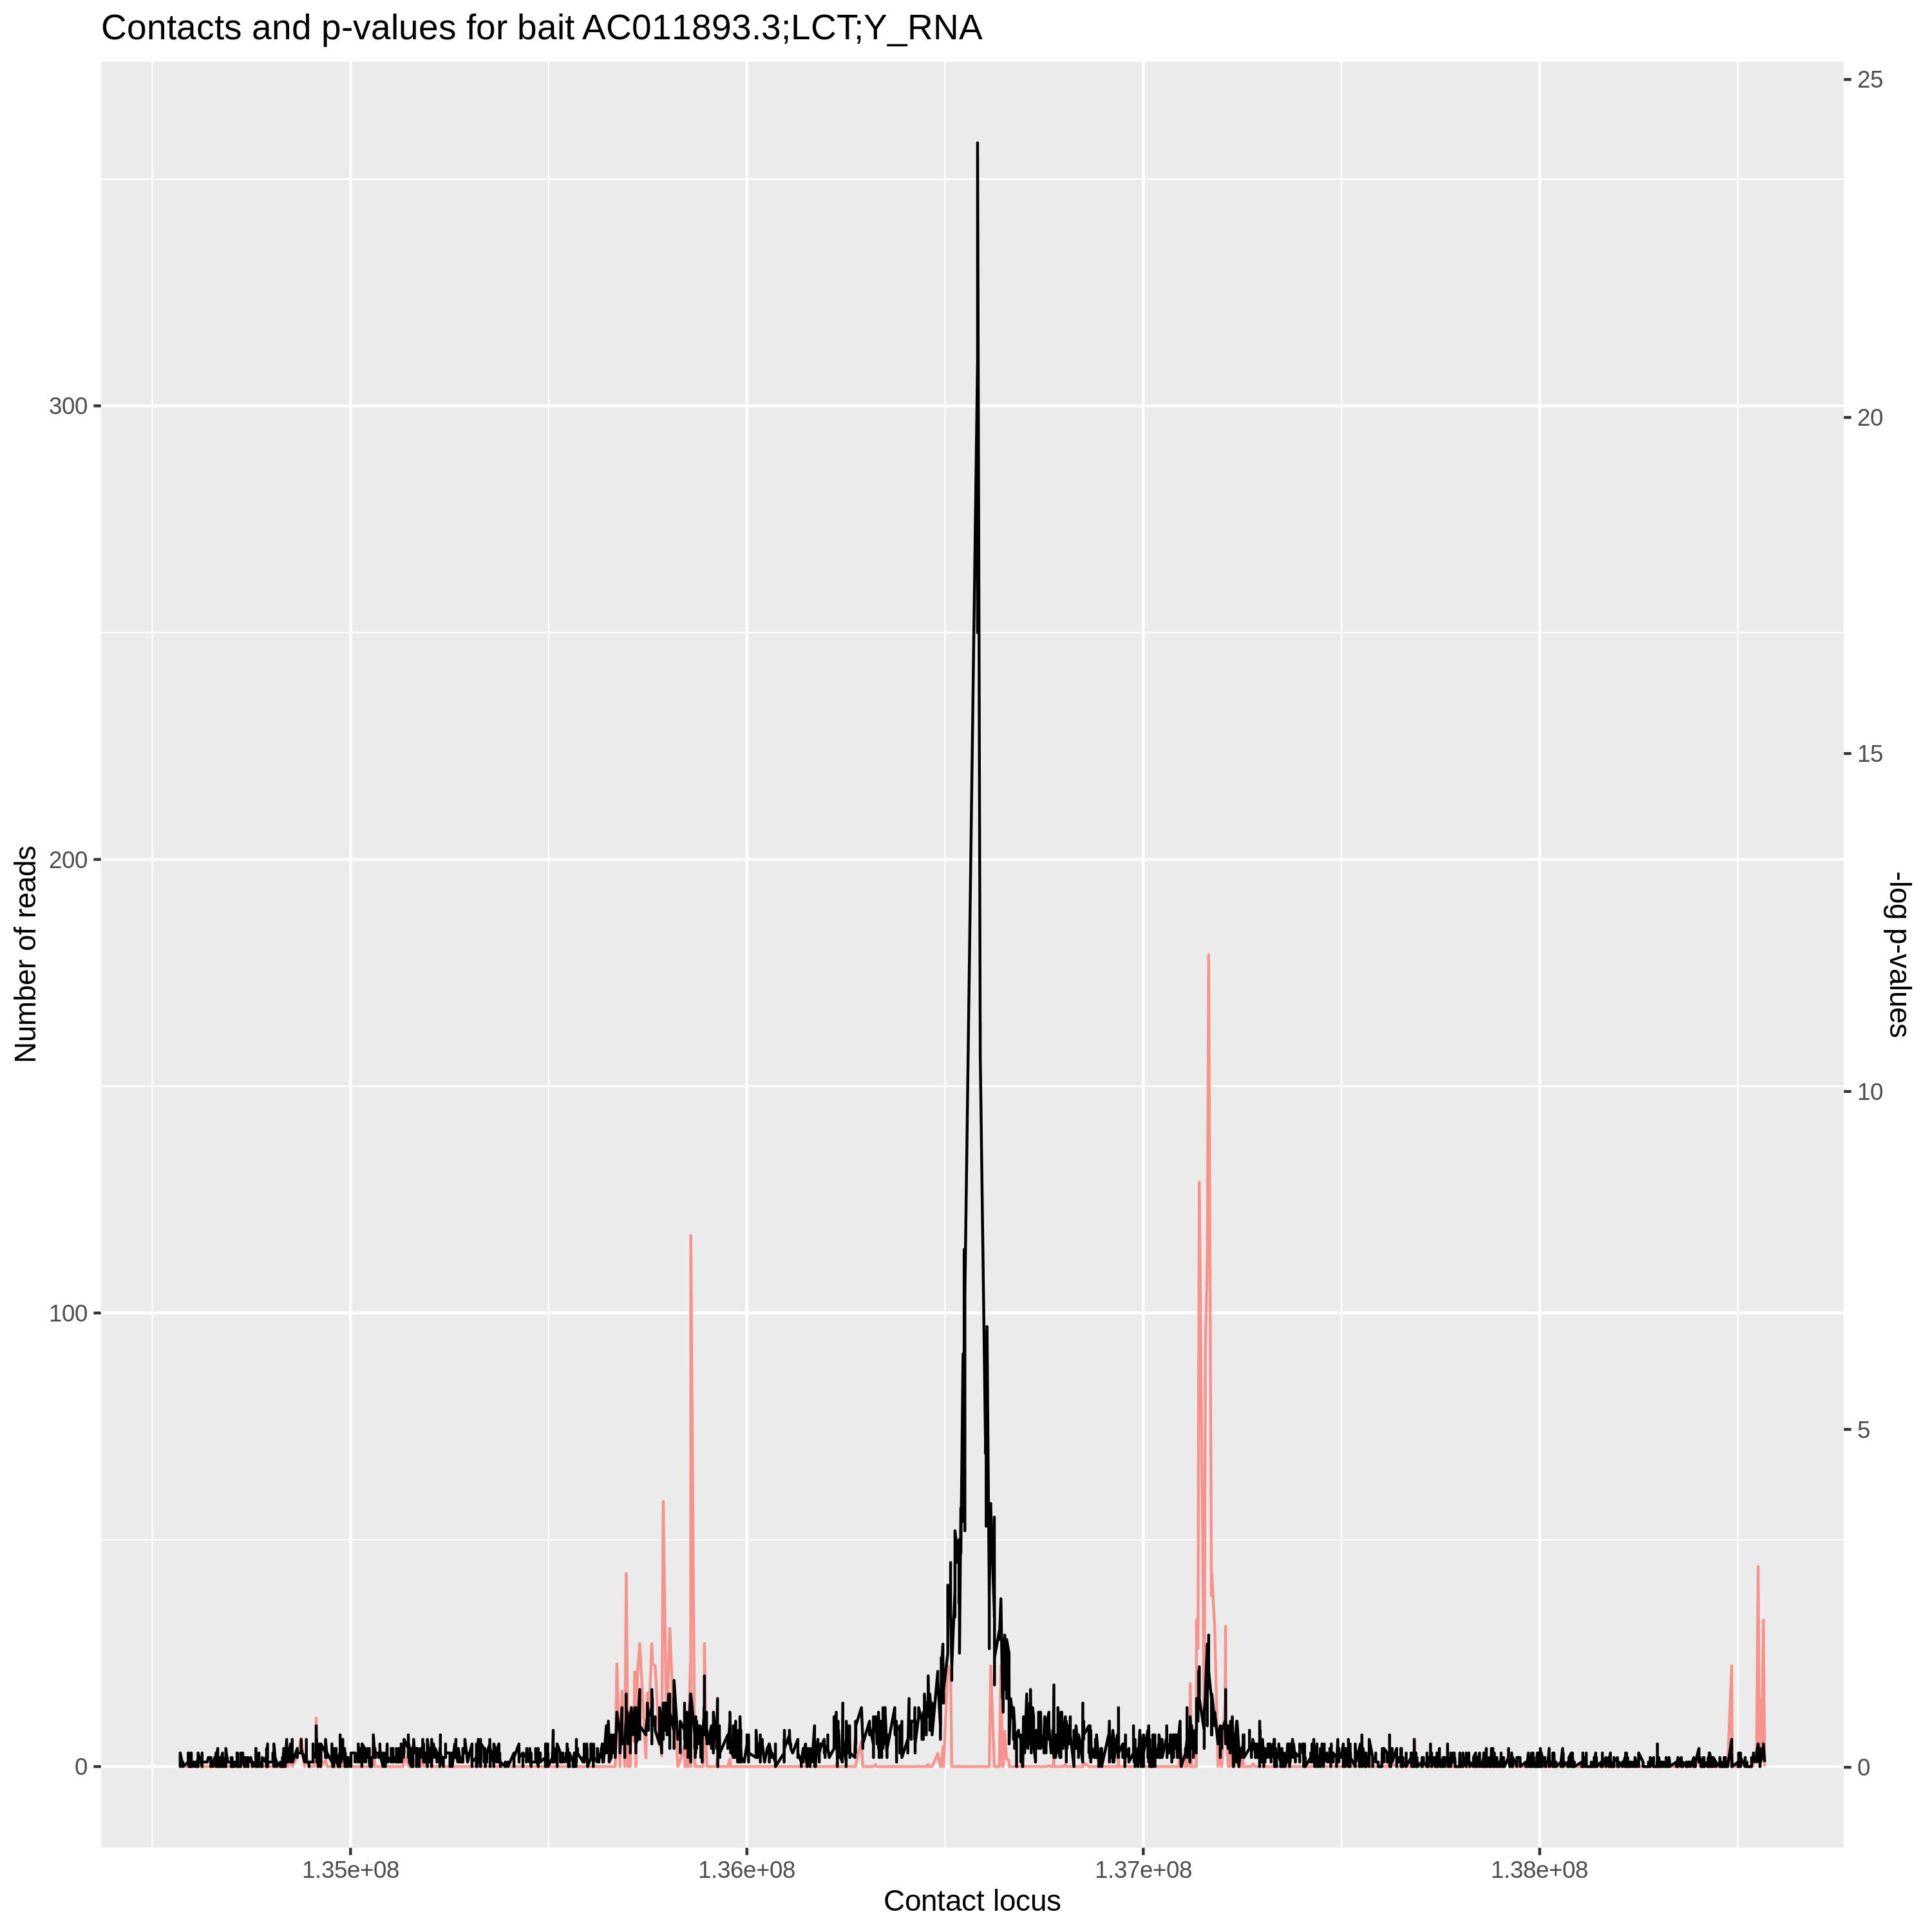 Contacts and p-values for bait AC011893.3;LCT;Y_RNA
25
20
15
10
5
0
300
200
100
0
Number of reads
-log p-values
1.35e+08 1.36e+08 1.37e+08 1.38e+08
Contact locus